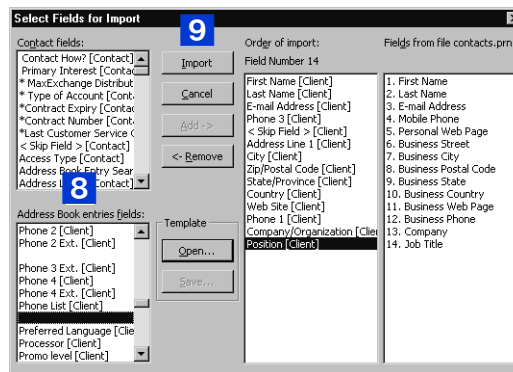 Select Fields for Import
Contact fields:
Contact How? [Contact]
Primary Interest [Contac
* MaxExchange Distribut
* Type of Account [Cont
*Contract Expiry [Contac
*Contract Number [Conta
*Last Customer Service C
< Skip Field > [Contact]
Access Type [Contact]
Address Book Entry Sear
Address L [Contact]
8
Address Book entries fields:
Phone 2 [Client]
Phone 2 Ext. [Client]
Phone 3 Ext. [Client]
Phone 4 [Client]
Phone 4 Ext. [Client]
Phone List [Client]
Preferred Language [Clie
Processor [Client]
Promo level [Client]
9
Import
Cancel
Add ->
<- Remove
Template
Open...
Save...
Order of import:
Field Number 14
First Name [Client]
Last Name [Client]
E-mail Address [Client]
Phone 3 [Client]
< Skip Field > [Client]
Address Line 1 [Client]
City [Client]
Zip/Postal Code [Client]
State/Province [Client]
Country [Client]
Web Site [Client]
Phone 1 [Client]
Company/Organization [Clien
Position [Client]
Fields from file contacts.prn
1. First Name
2. Last Name
3. E-mail Address
4. Mobile Phone
5. Personal Web Page
6. Business Street
7. Business City
8. Business Postal Code
9. Business State
10. Business Country
11. Business Web Page
12. Business Phone
13. Company
14. Job Title